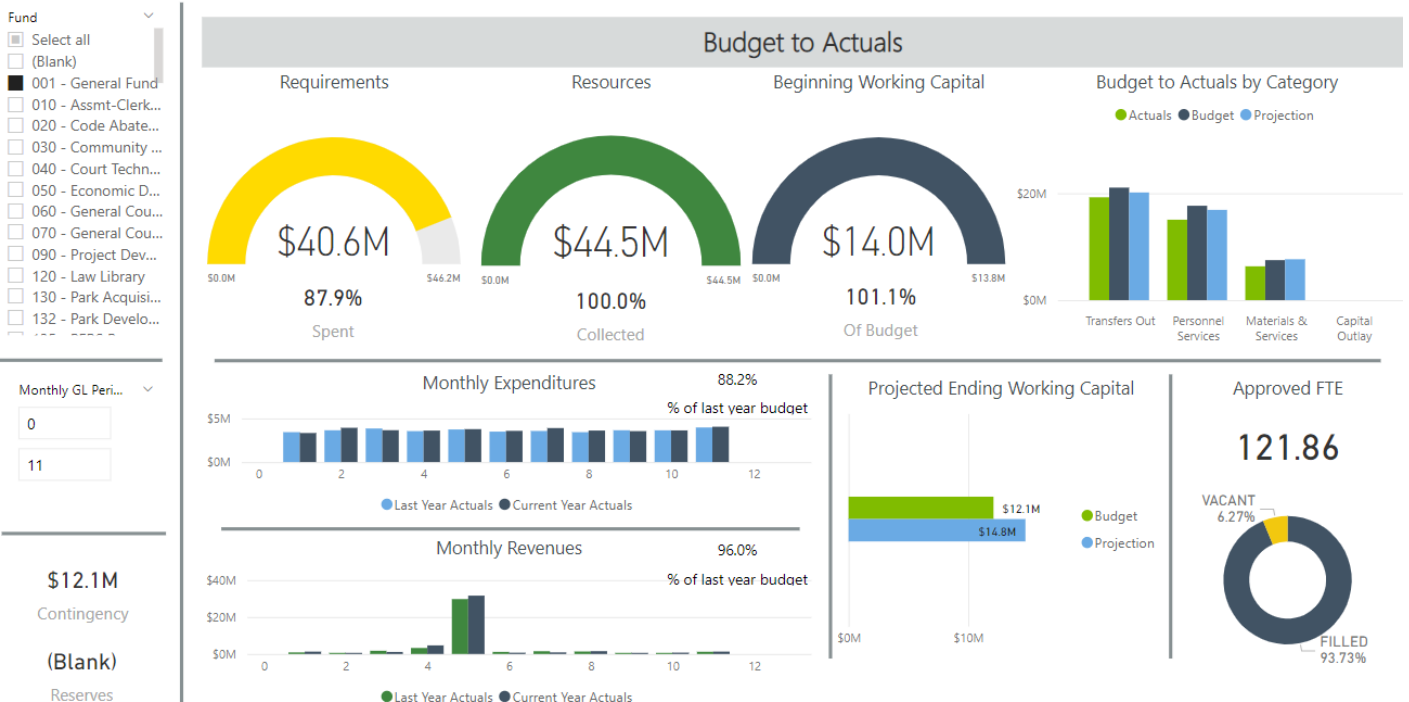 Fund
Select all
(Blank)
001 - General Fund
010 - Assmt-Clerk...
020 - Code Abate...
030 - Community ...
040 - Court Techn...
050 - Economic D...
060 - General Cou...
070 - General Cou...
090 - Project Dev...
120 - Law Library
130 - Park Acquisi...
132 - Park Develo...
Monthly GL Peri...
0
11
$12.1M
Contingency
(Blank)
Reserves
Budget to Actuals
Requirements
$40.6M
$0.0M
$46.2M
87.9%
Spent
Resources
$44.5M
$0.0M
$44.5M
100.0%
Collected
Beginning Working Capital
$14.0M
$0.0M
$13.8M
101.1%
Of Budget
Budget to Actuals by Category
Actuals Budget Projection
$20M
$0M
Transfers Out
Personnel
Services
Materials &
Services
Capital
Outlay
Monthly Expenditures
88.2%
% of last year budget
$5M
$0M
0 2 4 6 8 10 12
Last Year Actuals Current Year Actuals
Monthly Revenues
96.0%
% of last year budget
$40M
$20M
$0M
0 2 4 6 8 10 12
Last Year Actuals Current Year Actuals
Projected Ending Working Capital
$12.1M
$14.8M
Budget
Projection
$0M $10M
Approved FTE
121.86
VACANT
6.27%
FILLED
93.73%